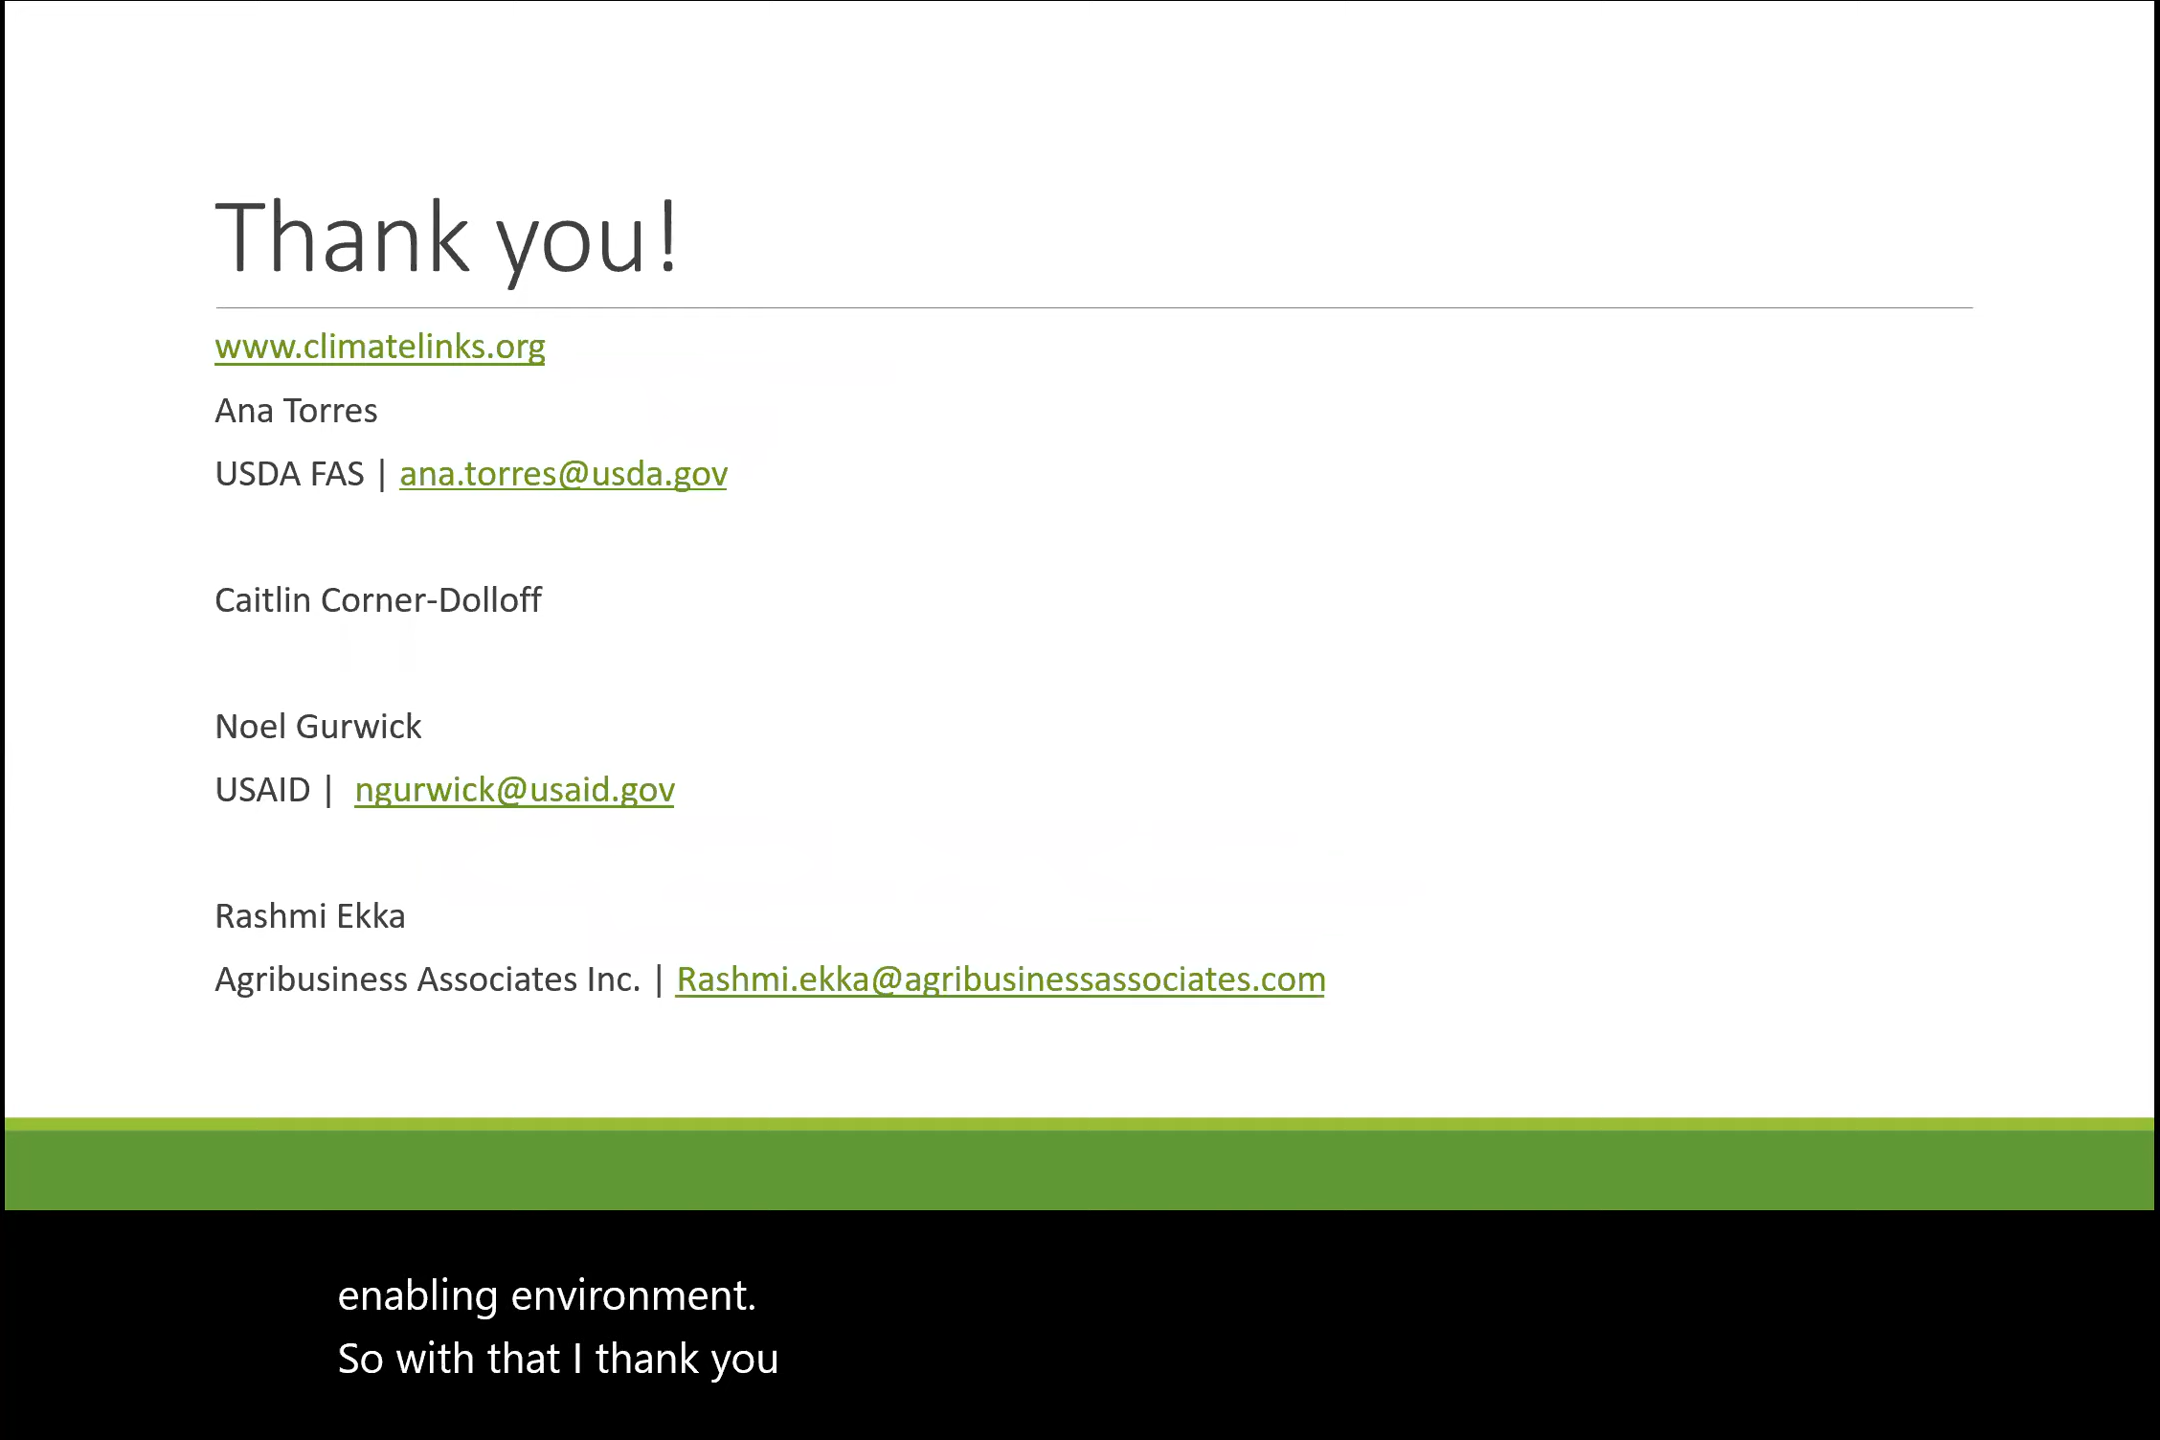 Thank you!
www.climatelinks.org
Ana Torres
USDA FAS | ana.torres@usda.gov
Caitlin Corner-Dolloff
Noel Gurwick
USAID | ngurwick@usaid.gov
Rashmi Ekka
Agribusiness Associates Inc. | Rashmi.ekka@agribusinessassociates.com
enabling environment.
So with that I thank you